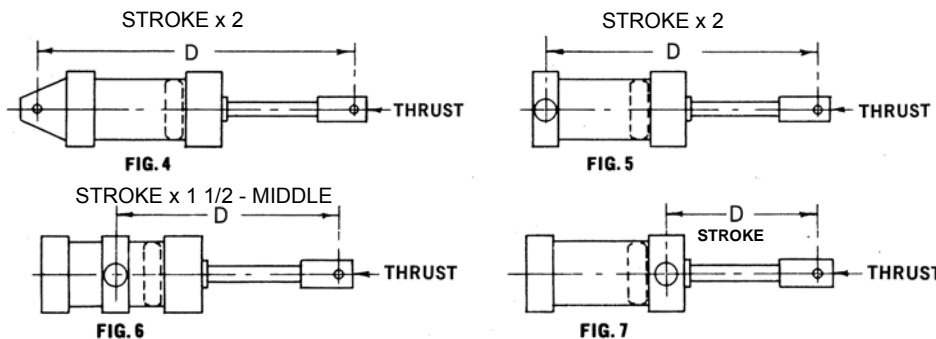 STROKE x 2
D
THRUST
FIG. 4
STROKE x 2
D
THRUST
FIG. 5
STROKE x 1 1/2 - MIDDLE
D
THRUST
FIG. 6
D
STROKE
THRUST
FIG. 7